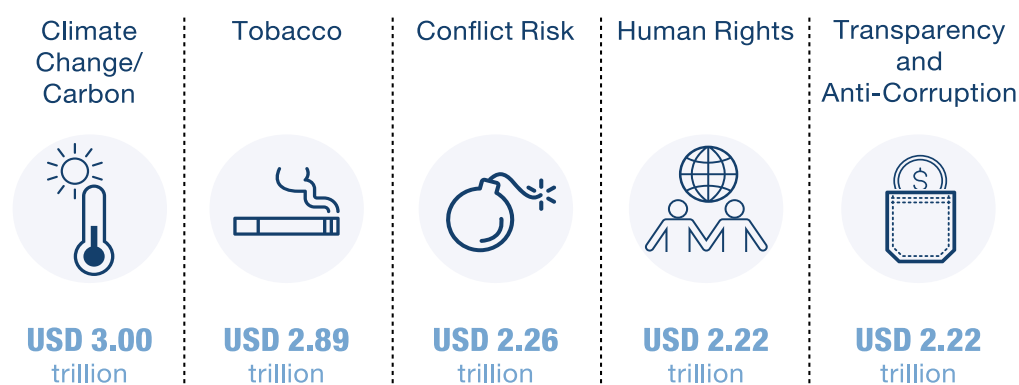 Climate
Change/
Carbon
Tobacco
Conflict Risk
Human Rights
Transparency
and
Anti-Corruption
$
USD 3.00
trillion
USD 2.89
trillion
USD 2.26
trillion
USD 2.22
trillion
USD 2.22
trillion